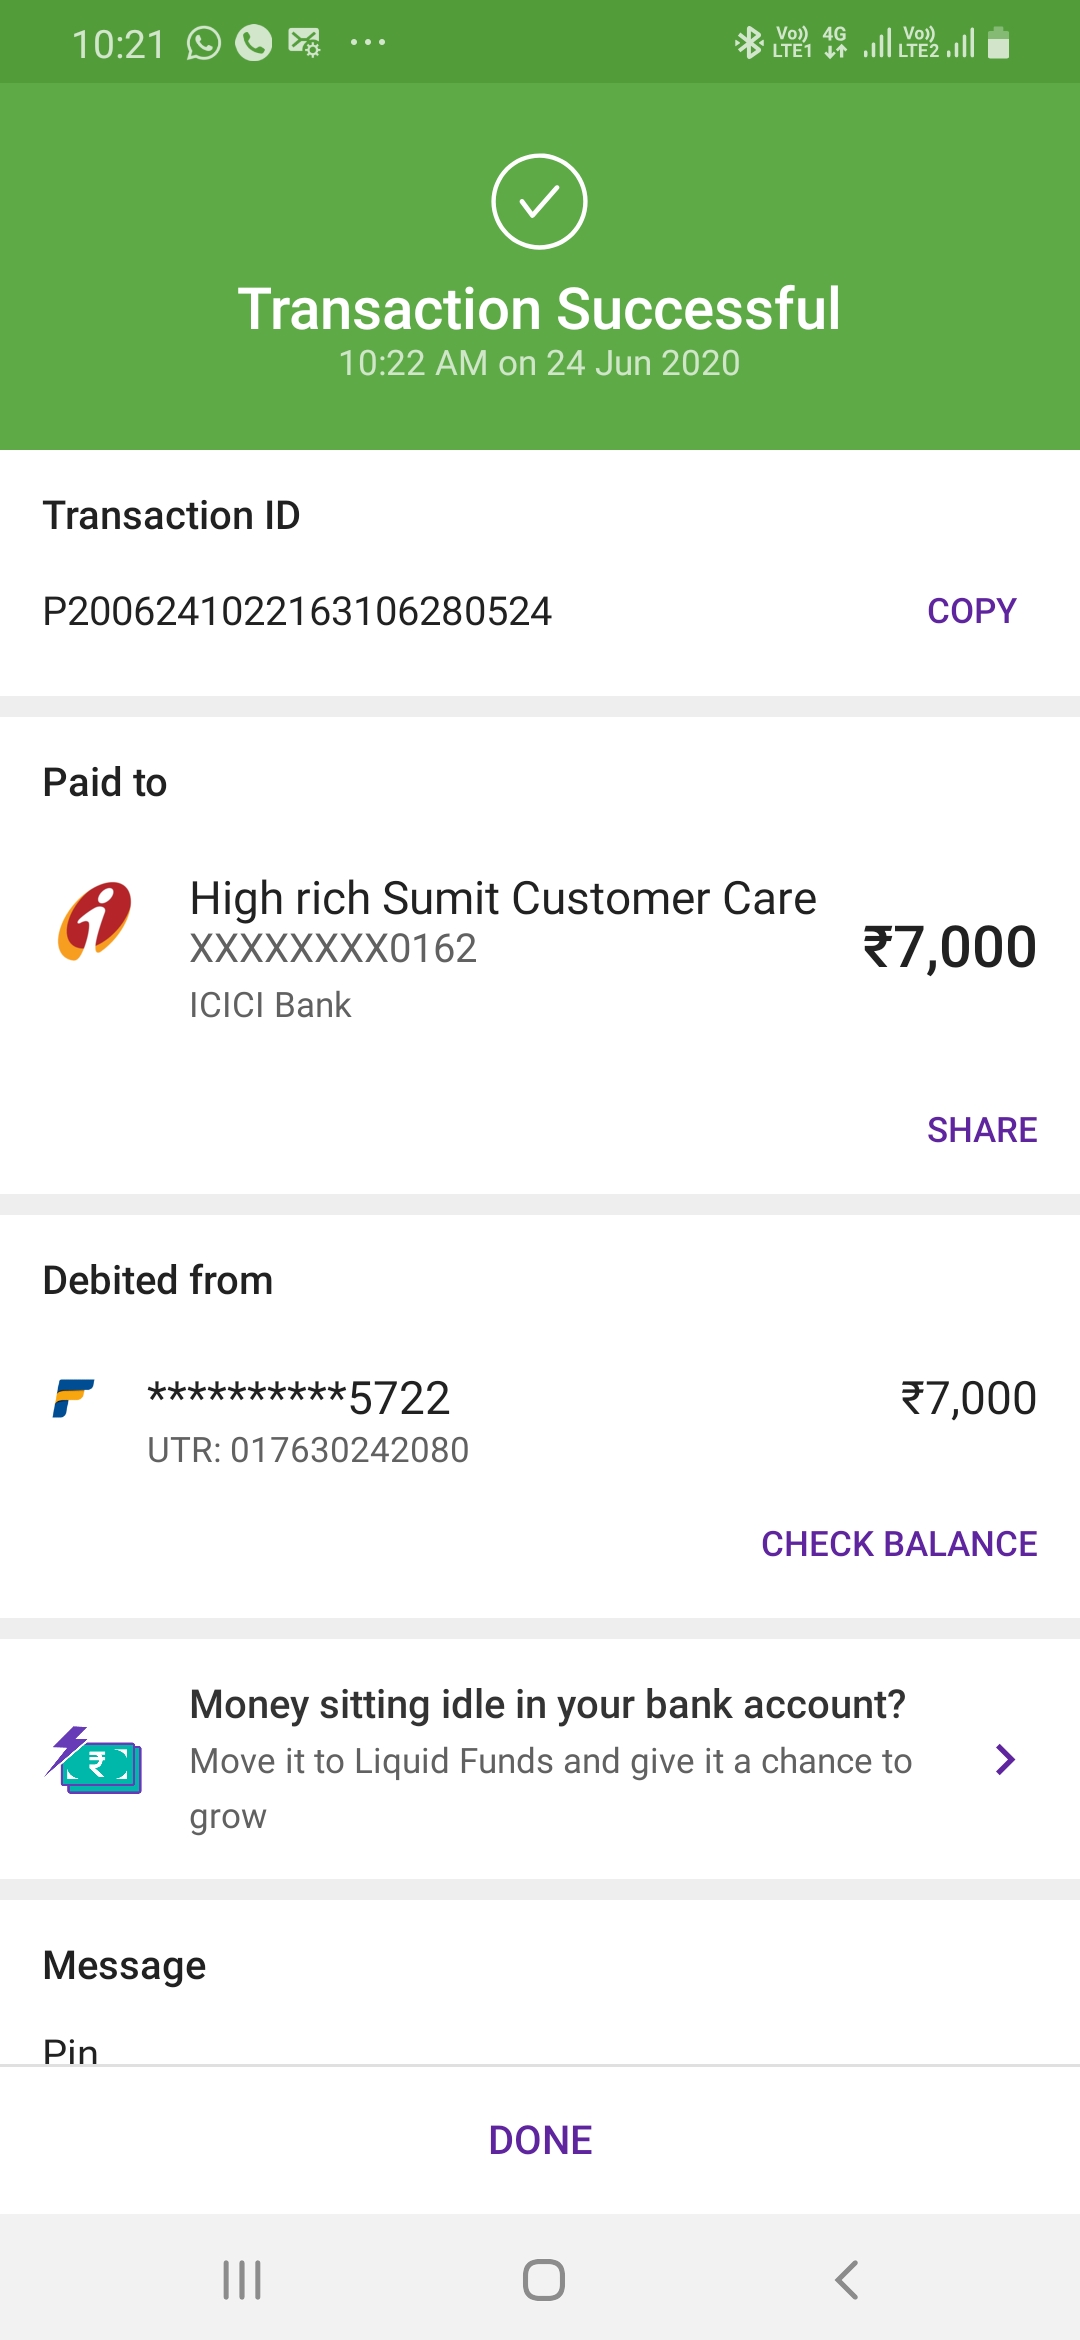 10:21
Vo)) LTE1 4G Vo)) LTE2
Transaction Successful
10:22 AM on 24 Jun 2020
Transaction ID
P2006241022163106280524
COPY
Paid to
High rich Sumit Customer Care
XXXXXXXX0162
₹7,000
ICICI Bank
SHARE
Debited from
**********5722
₹7,000
UTR: 017630242080
CHECK BALANCE
Money sitting idle in your bank account?
Move it to Liquid Funds and give it a chance to
grow
Message
Pin
DONE